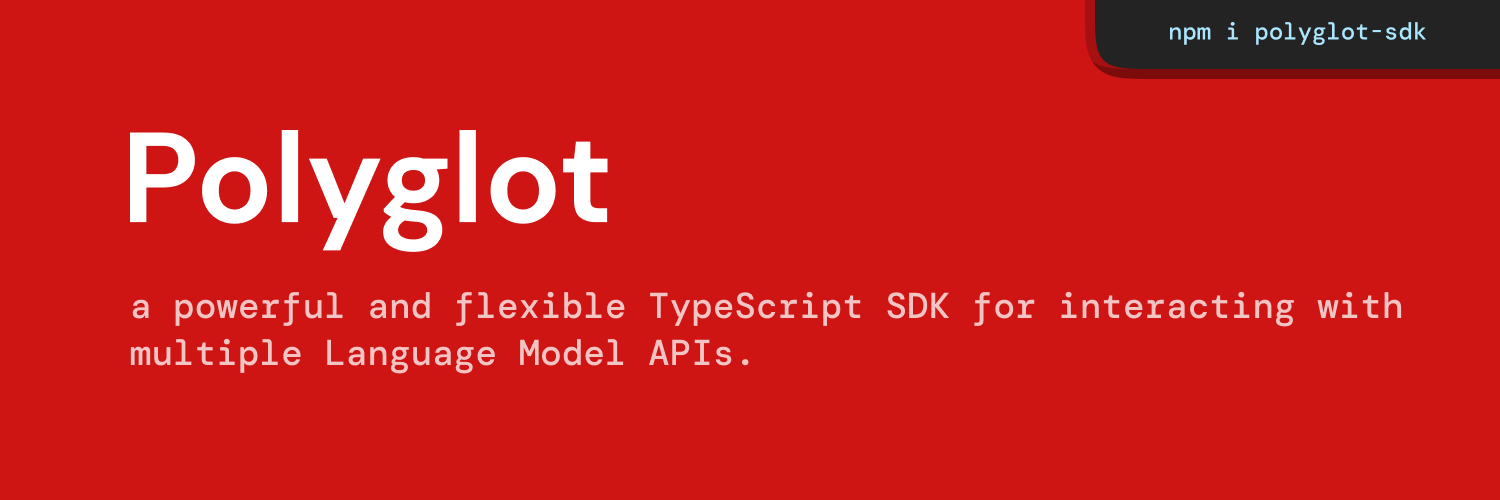 npm i polyglot-sdk
Polyglot
a powerful and flexible TypeScript SDK for interacting with
multiple Language Model APIs.